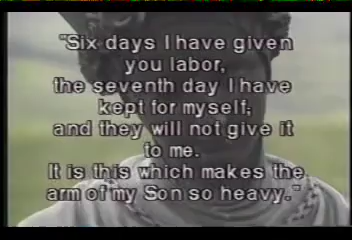 "Six days I have given
you labor,
the seventh day I have
kept for myself,
and they will not give it
to me.
It is this which makes the
arm of my Son so heavy."